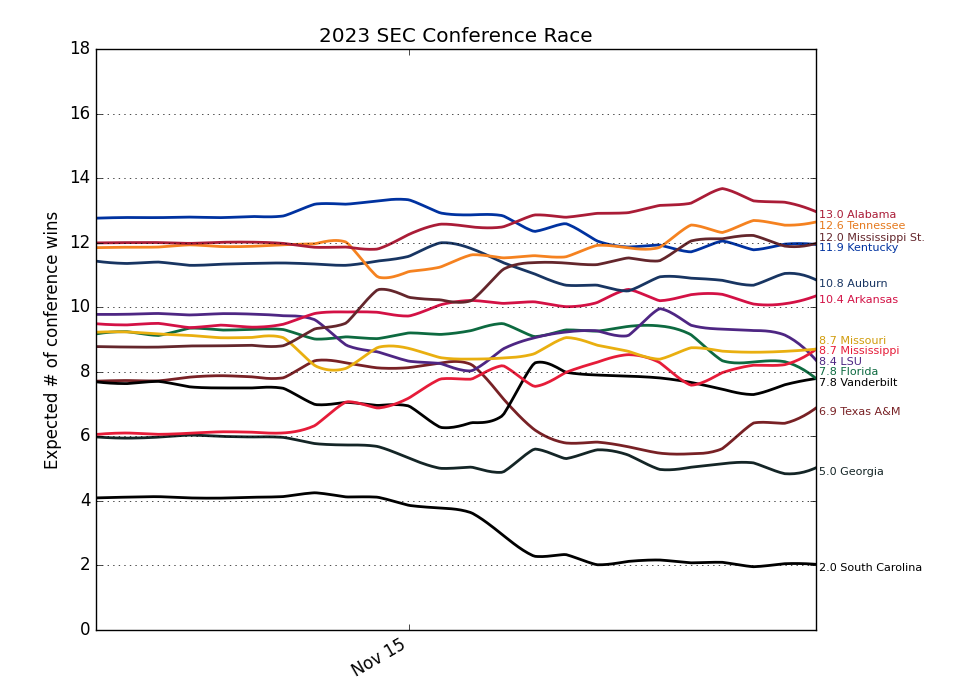 2023 SEC Conference Race
Expected # of conference wins
18
16
14
12
10
8
6
4
2
0
Nov 15
13.0 Alabama
12.6 Tennessee
12.0 Mississippi St.
11.9 Kentucky
10.8 Auburn
10.4 Arkansas
8.7 Missouri
8.7 Mississippi
8.4 LSU
7.8 Florida
7.8 Vanderbilt
6.9 Texas A&M
5.0 Georgia
2.0 South Carolina